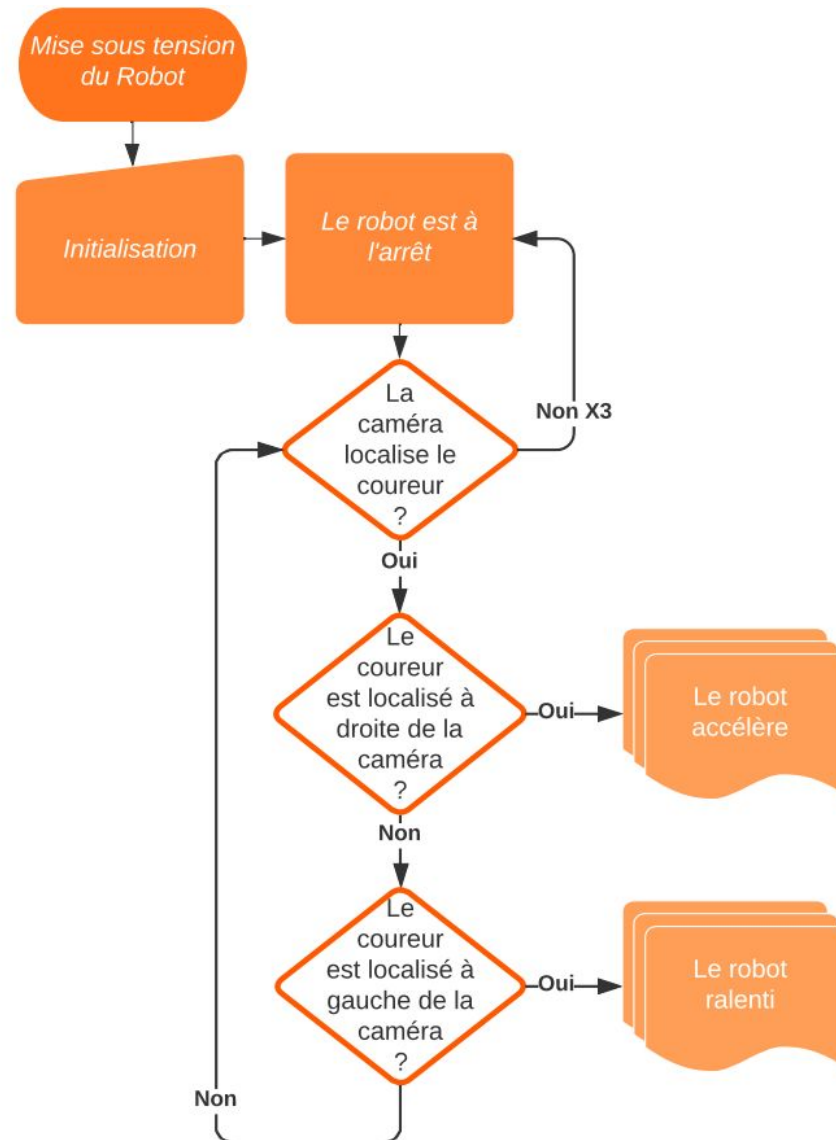 Mise sous tension
du Robot
Initialisation
Le robot est à
l'arrêt
La
caméra
localise le
coureur
?
Non X3
Oui
Le
coureur
est localisé à
droite de la
caméra
?
Oui
Le robot
accélère
Non
Le
coureur
est localisé à
gauche de la
caméra
?
Oui
Le robot
ralenti
Non